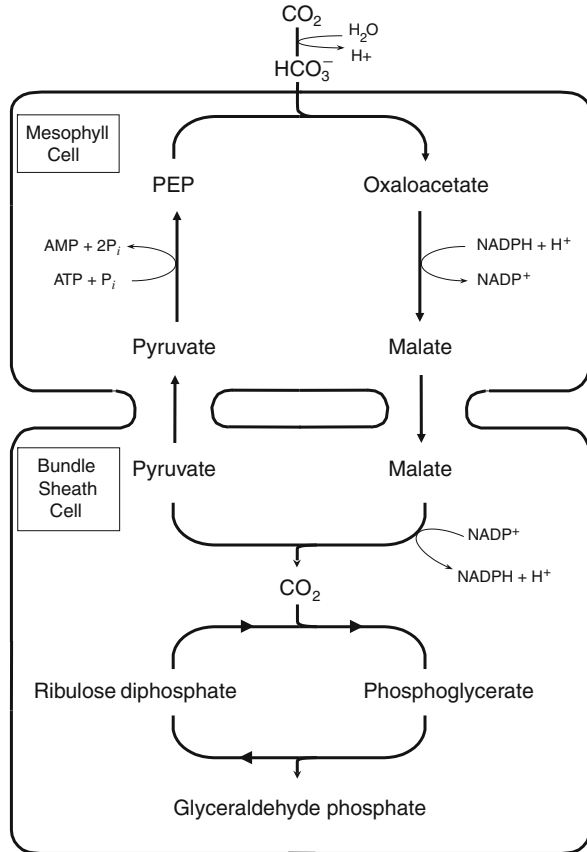 CO₂
H₂O
H+
HCO₃⁻
Mesophyll
Cell
PEP
Oxaloacetate
AMP + 2Pᵢ
ATP + Pᵢ
NADPH + H⁺
NADP⁺
Pyruvate
Malate
Bundle
Sheath
Cell
Pyruvate
Malate
NADP⁺
NADPH + H⁺
CO₂
Ribulose diphosphate
Phosphoglycerate
Glyceraldehyde phosphate